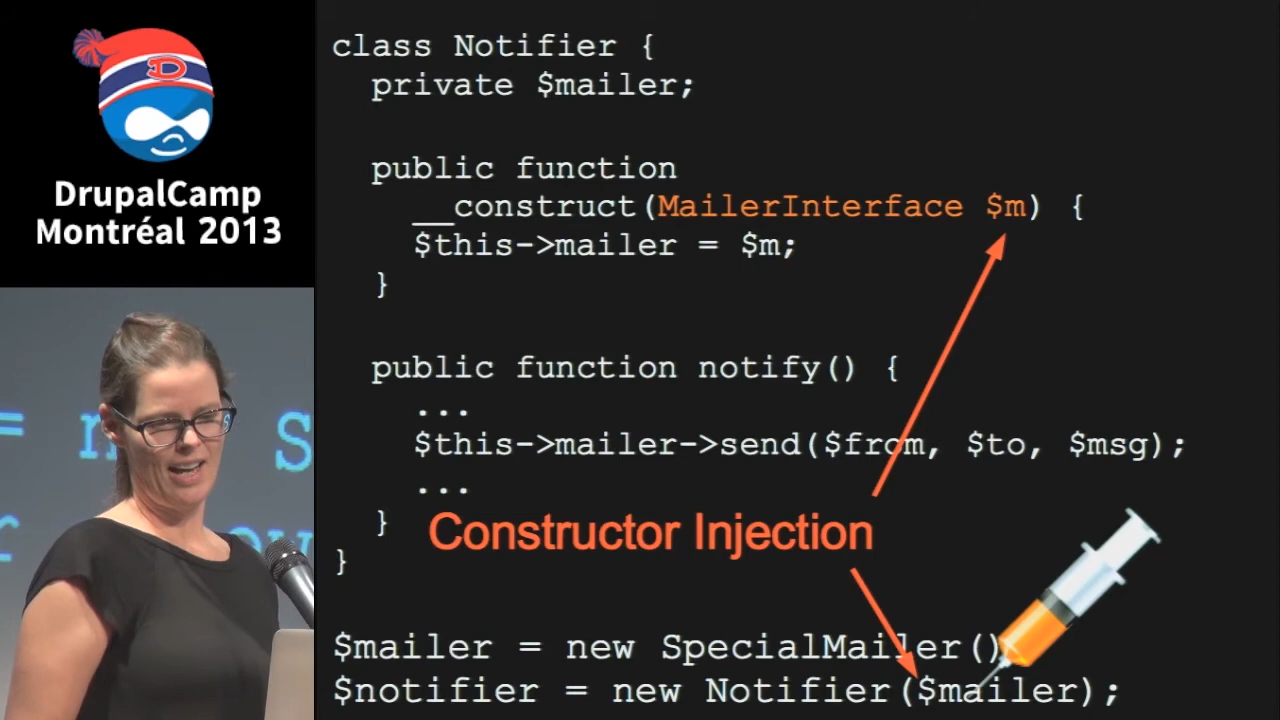 DrupalCamp
Montréal 2013
class Notifier {
private $mailer;
public function
__construct(MailerInterface $m) {
$this->mailer = $m;
}
public function notify() {
...
$this->mailer->send($from, $to, $msg);
...
}
}
Constructor Injection
$mailer = new SpecialMailer()
$notifier = new Notifier($mailer);